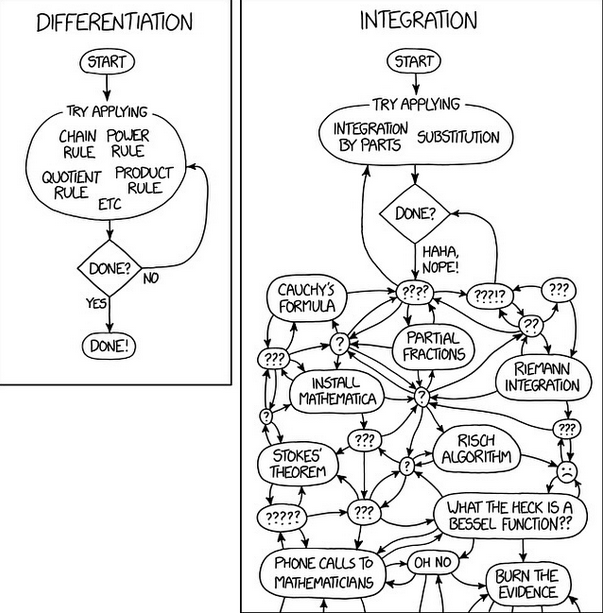 DIFFERENTIATION
START
TRY APPLYING
CHAIN RULE
POWER RULE
QUOTIENT RULE
PRODUCT RULE
ETC
DONE?
NO
YES
DONE!
INTEGRATION
START
TRY APPLYING
INTEGRATION
BY PARTS
SUBSTITUTION
DONE?
HAHA,
NOPE!
CAUCHY'S
FORMULA
????
???!?
???
??
???
?
PARTIAL
FRACTIONS
RIEMANN
INTEGRATION
INSTALL
MATHEMATICA
?
?
???
???
STOKES'
THEOREM
?
RISCH
ALGORITHM
?????
???
WHAT THE HECK IS A
BESSEL FUNCTION??
PHONE CALLS TO
MATHEMATICIANS
OH NO
BURN THE
EVIDENCE